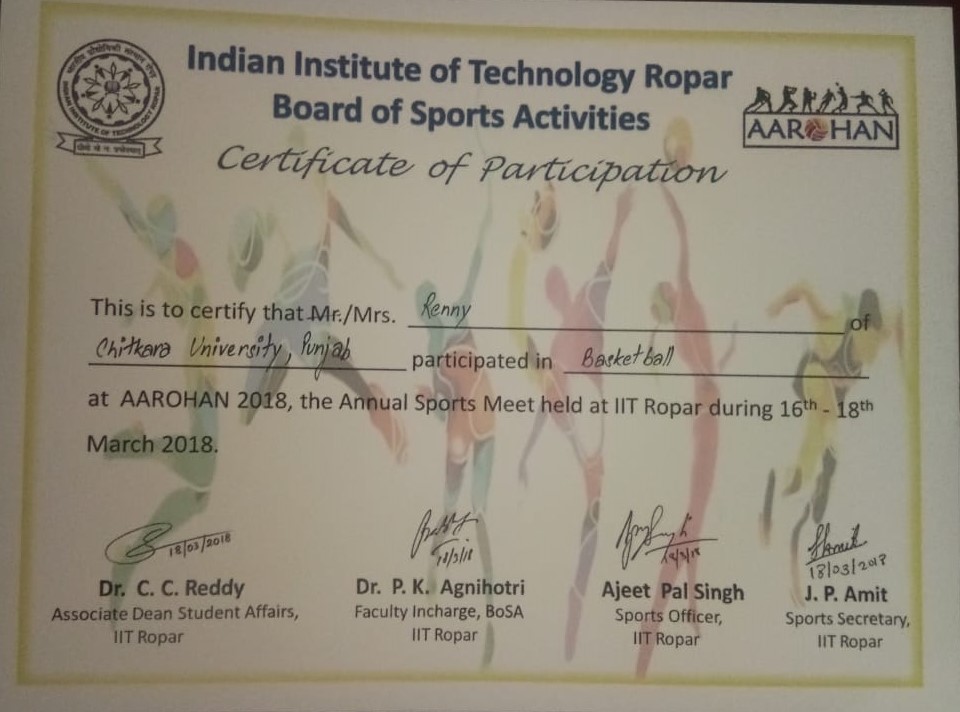 Indian Institute of Technology Ropar
Board of Sports Activities
AAROHAN
Certificate of Participation
This is to certify that Mr./Mrs. Renny of
Chitkara University, Punjab participated in Basketball
at AAROHAN 2018, the Annual Sports Meet held at IIT Ropar during 16th - 18th
March 2018.
18/03/2018 18/3/18 18/3/18 18/03/2018
Dr. C. C. Reddy Dr. P. K. Agnihotri Ajeet Pal Singh J. P. Amit
Associate Dean Student Affairs, Faculty Incharge, BoSA Sports Officer, Sports Secretary,
IIT Ropar IIT Ropar IIT Ropar IIT Ropar